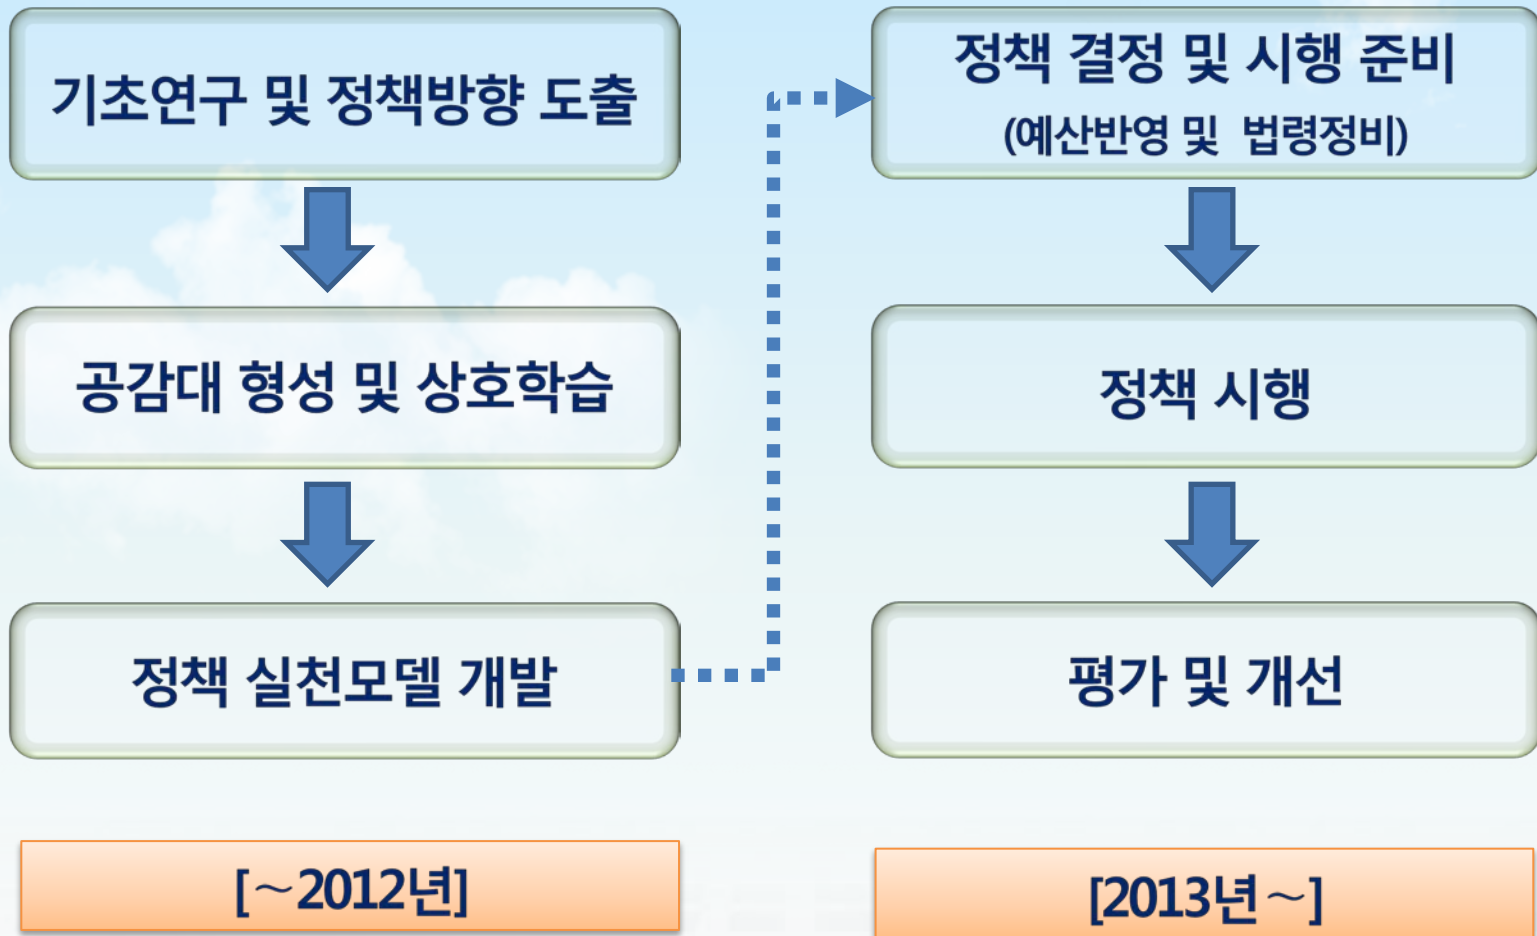 기초연구 및 정책방향 도출
공감대 형성 및 상호학습
정책 실천모델 개발
[~2012년]
정책 결정 및 시행 준비
(예산반영 및 법령정비)
정책 시행
평가 및 개선
[2013년~]